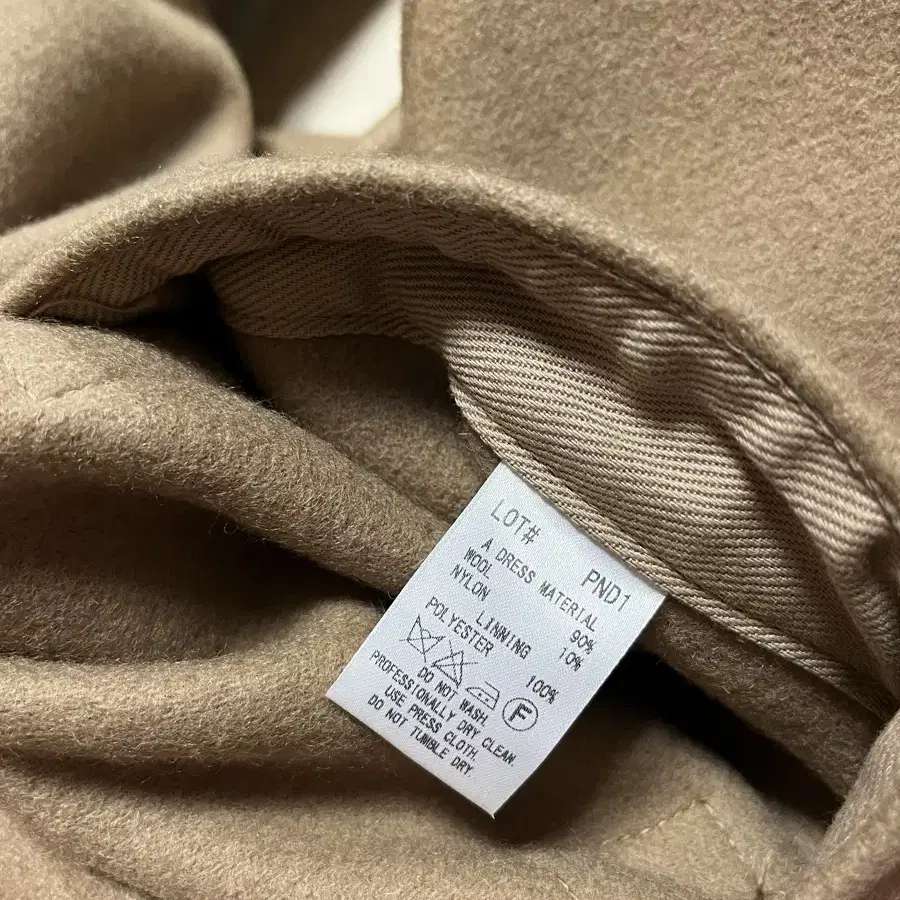 LOT# PND1
A DRESS MATERIAL
WOOL 90%
NYLON 10%
LINNING
POLYESTER 100%
F
DO NOT WASH.
PROFESSIONALLY DRY CLEAN.
USE PRESS CLOTH.
DO NOT TUMBLE DRY.